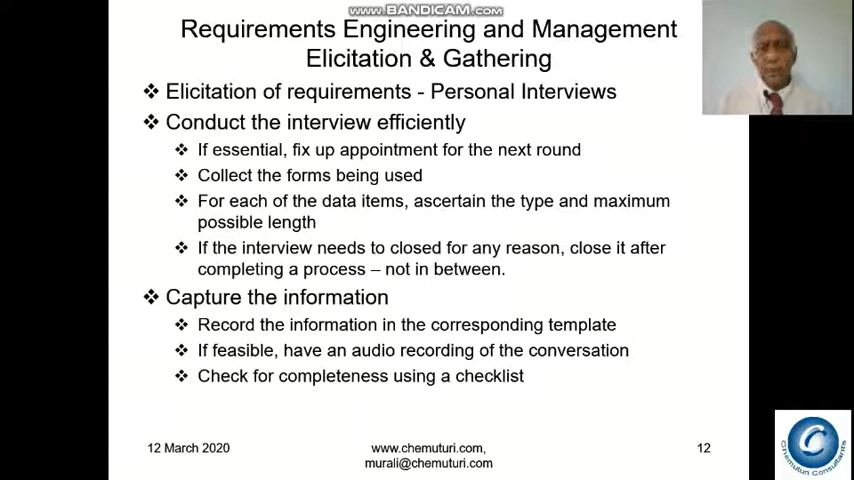 www.BANDICAM.com
Requirements Engineering and Management
Elicitation & Gathering
❖ Elicitation of requirements - Personal Interviews
❖ Conduct the interview efficiently
❖ If essential, fix up appointment for the next round
❖ Collect the forms being used
❖ For each of the data items, ascertain the type and maximum
possible length
❖ If the interview needs to closed for any reason, close it after
completing a process – not in between.
❖ Capture the information
❖ Record the information in the corresponding template
❖ If feasible, have an audio recording of the conversation
❖ Check for completeness using a checklist
12 March 2020
www.chemuturi.com,
murali@chemuturi.com
12
Chemuturi Consultants